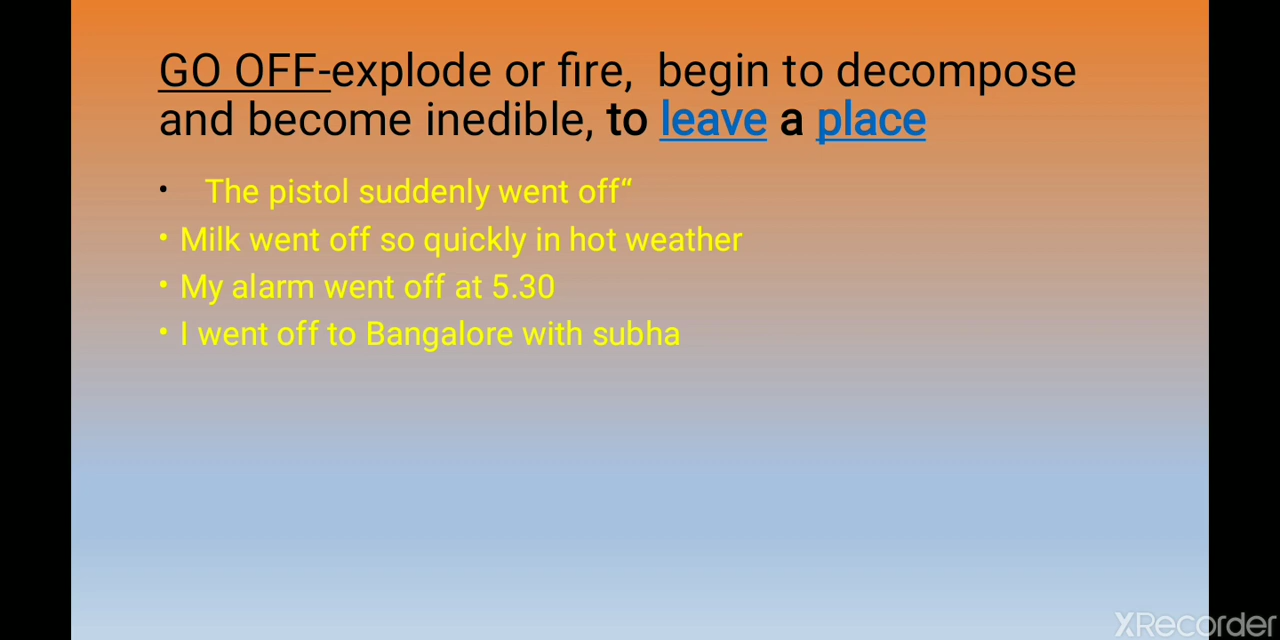 GO OFF-explode or fire,  begin to decompose
and become inedible, to leave a place
•   The pistol suddenly went off“
• Milk went off so quickly in hot weather
• My alarm went off at 5.30
• I went off to Bangalore with subha
XRecorder